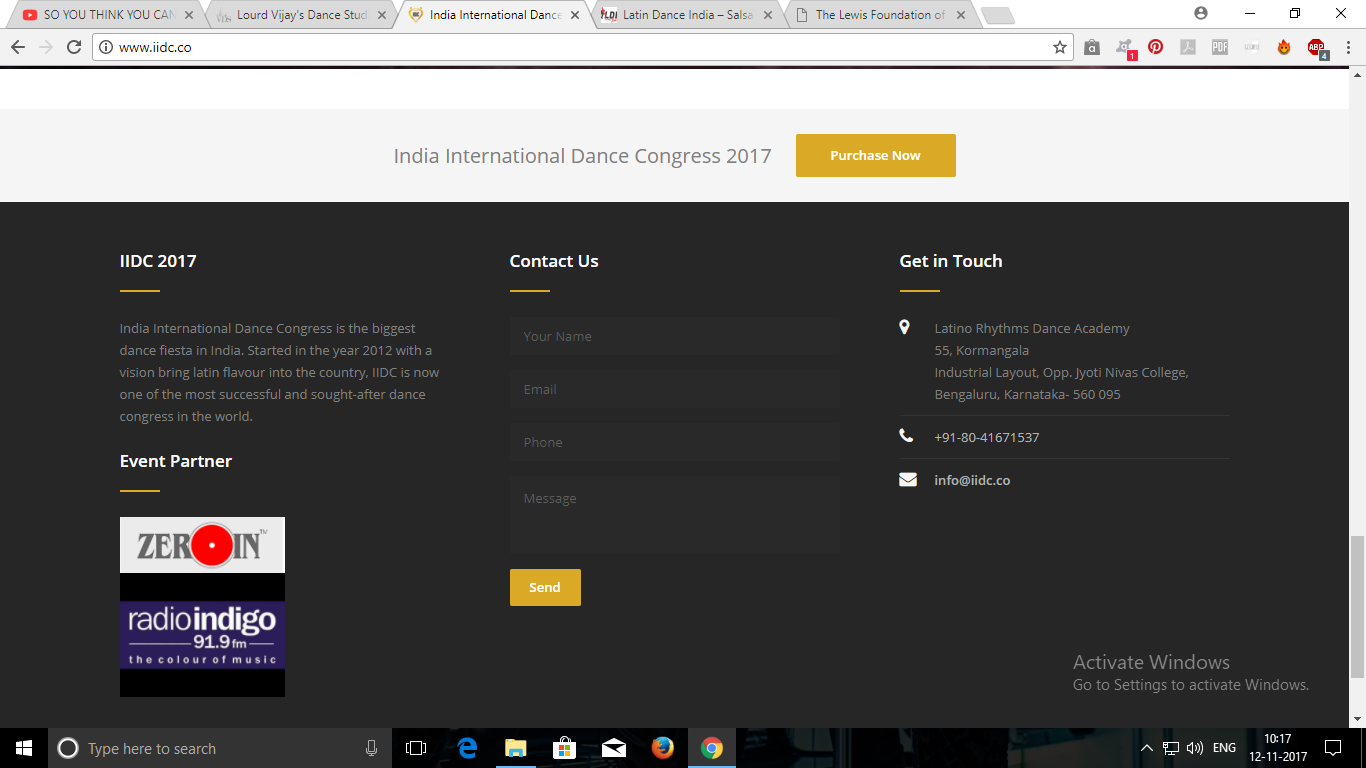 SO YOU THINK YOU CAN
Lourd Vijay's Dance Stud
India International Dance
Latin Dance India – Salsa
The Lewis Foundation of
www.iidc.co
India International Dance Congress 2017
Purchase Now
IIDC 2017
India International Dance Congress is the biggest
dance fiesta in India. Started in the year 2012 with a
vision bring latin flavour into the country, IIDC is now
one of the most successful and sought-after dance
congress in the world.
Event Partner
ZEROIN™
radioindigo
91.9 fm
the colour of music
Contact Us
Your Name
Email
Phone
Message
Send
Get in Touch
Latino Rhythms Dance Academy
55, Kormangala
Industrial Layout, Opp. Jyoti Nivas College,
Bengaluru, Karnataka- 560 095
+91-80-41671537
info@iidc.co
Activate Windows
Go to Settings to activate Windows.
Type here to search
ENG
10:17
12-11-2017